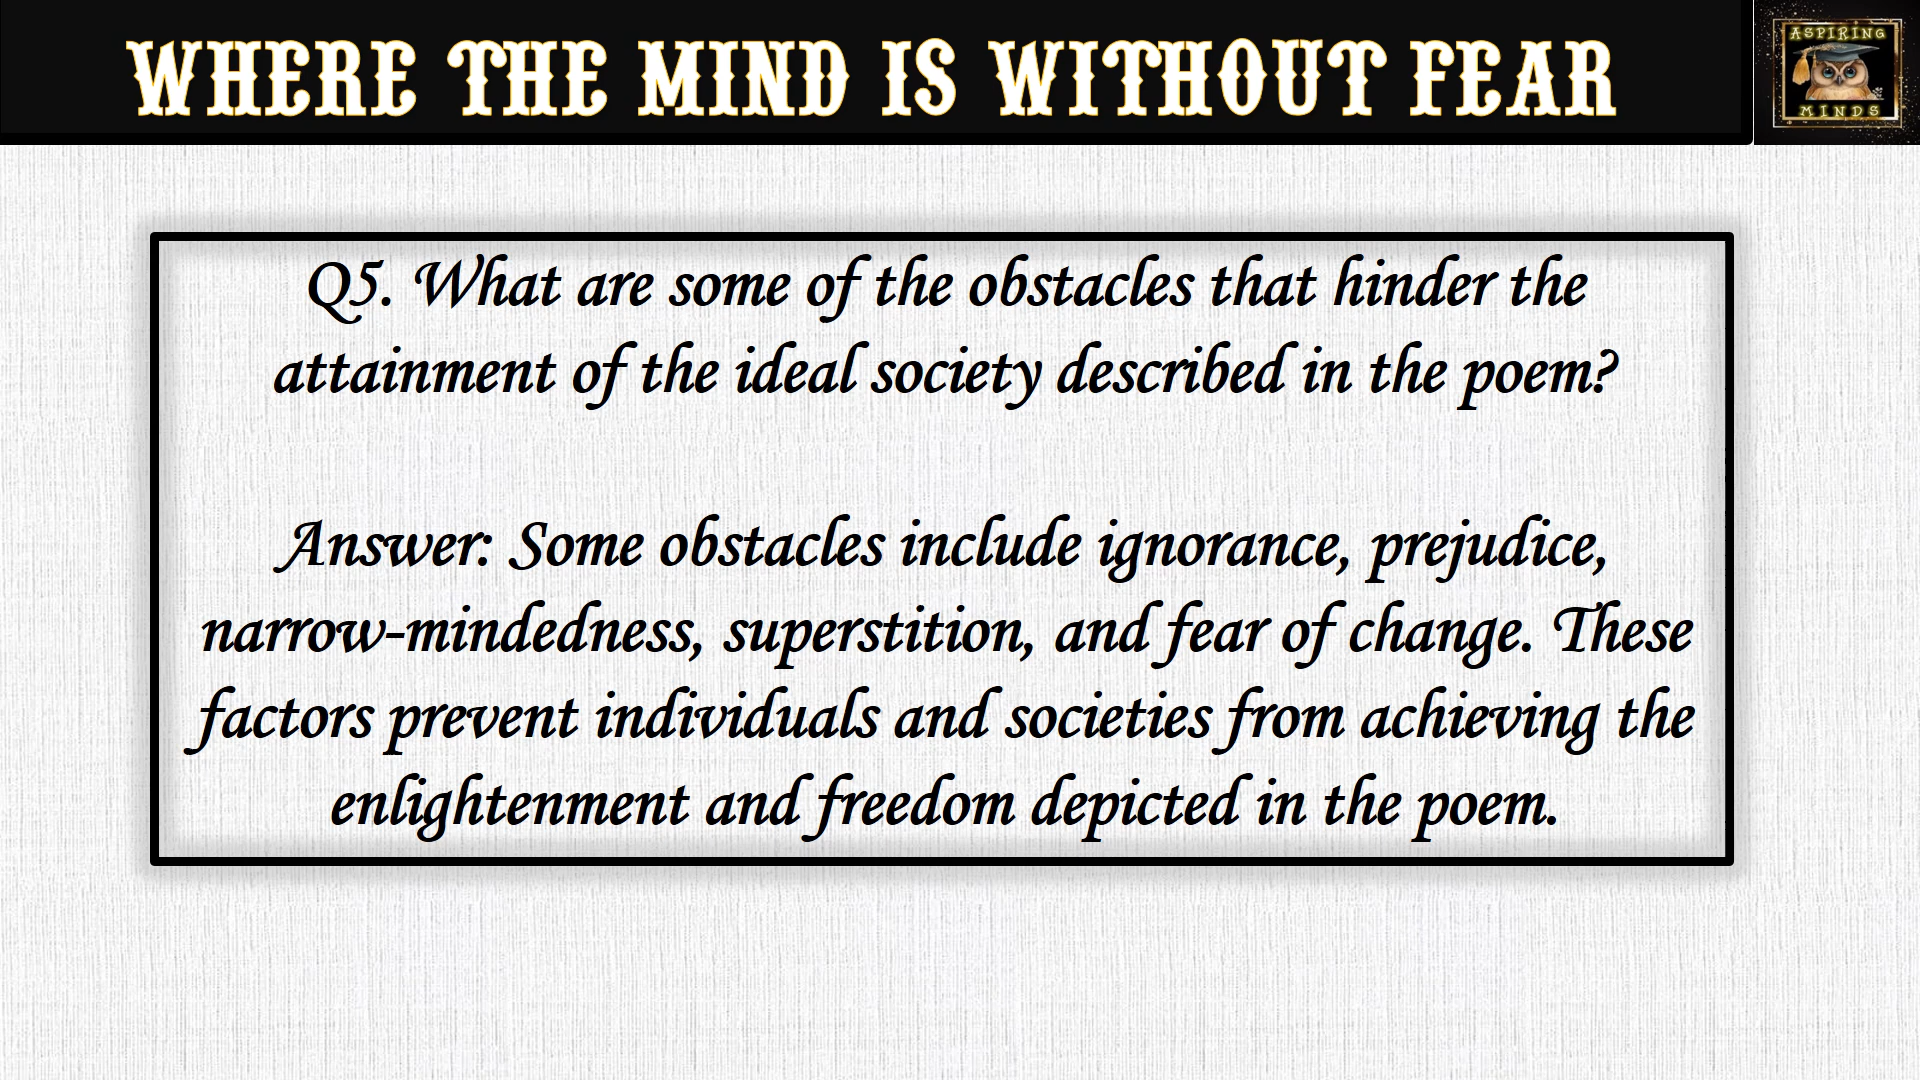 WHERE THE MIND IS WITHOUT FEAR
ASPIRING
MINDS
Q5. What are some of the obstacles that hinder the
attainment of the ideal society described in the poem?
Answer: Some obstacles include ignorance, prejudice,
narrow-mindedness, superstition, and fear of change. These
factors prevent individuals and societies from achieving the
enlightenment and freedom depicted in the poem.